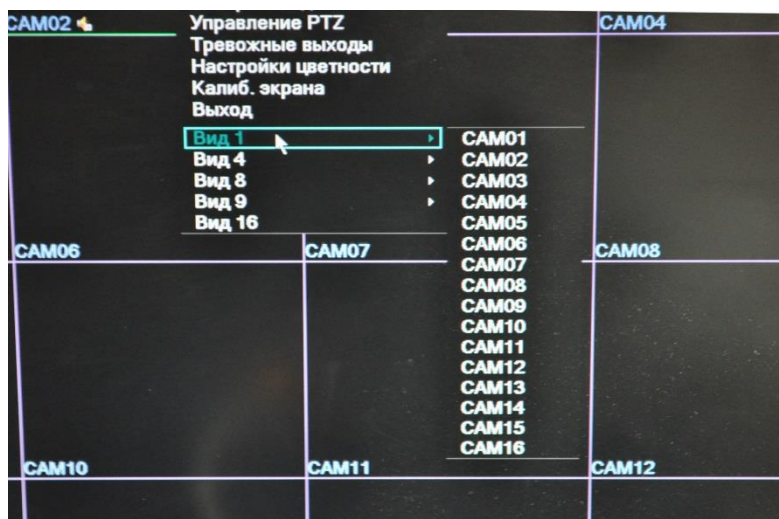 CAM02
CAM04
Управление PTZ
Тревожные выходы
Настройки цветности
Калиб. экрана
Выход
Вид 1
Вид 4
Вид 8
Вид 9
Вид 16
CAM01
CAM02
CAM03
CAM04
CAM05
CAM06
CAM07
CAM08
CAM09
CAM10
CAM11
CAM12
CAM13
CAM14
CAM15
CAM16
CAM06
CAM07
CAM08
CAM10
CAM11
CAM12